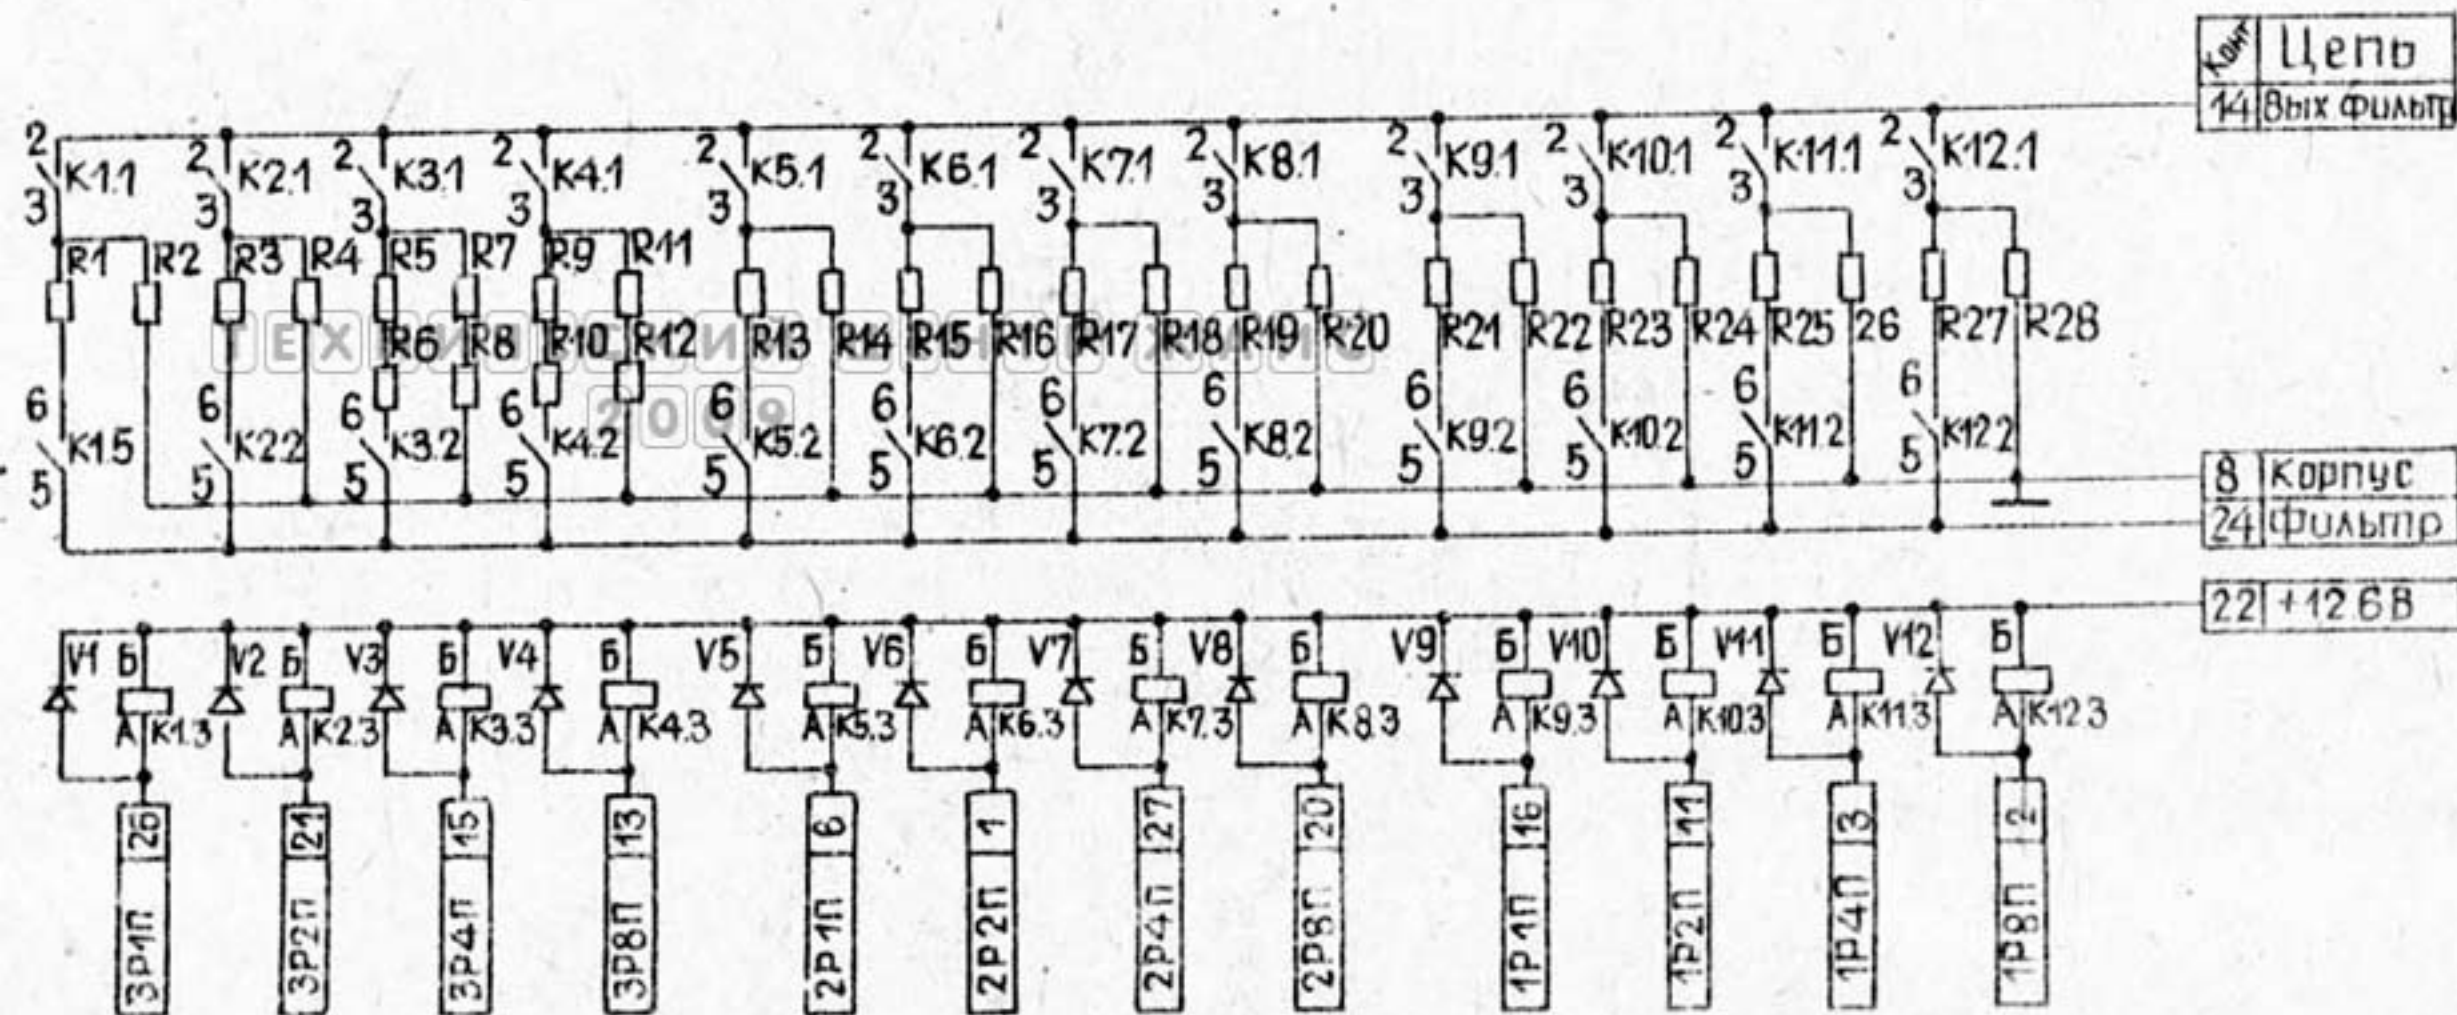 Конт Цепь
14 Вых фильтр
2 2 2 2 2 2 2 2 2 2 2 2
K1.1 K2.1 K3.1 K4.1 K5.1 K6.1 K7.1 K8.1 K9.1 K10.1 K11.1 K12.1
3 3 3 3 3 3 3 3 3 3 3 3
R1 R2 R3 R4 R5 R7 R9 R11
R6 R8 R10 R12 R13 R14 R15 R16 R17 R18 R19 R20 R21 R22 R23 R24 R25 26 R27 R28
2009
6 6 6 6 6 6 6 6 6 6 6 6
K1.5 K2.2 K3.2 K4.2 K5.2 K6.2 K7.2 K8.2 K9.2 K10.2 K11.2 K12.2
5 5 5 5 5 5 5 5 5 5 5 5
8 Корпус
24 Фильтр
22 +12 6В
V1 Б V2 Б V3 Б V4 Б V5 Б V6 Б V7 Б V8 Б V9 Б V10 Б V11 Б V12 Б
А K1.3 А K2.3 А K3.3 А K4.3 А K5.3 А K6.3 А K7.3 А K8.3 А K9.3 А K10.3 А K11.3 А K12.3
3Р1П 26
3Р2П 21
3Р4П 15
3Р8П 13
2Р1П 6
2Р2П 1
2Р4П 27
2Р8П 20
1Р1П 16
1Р2П 11
1Р4П 3
1Р8П 2